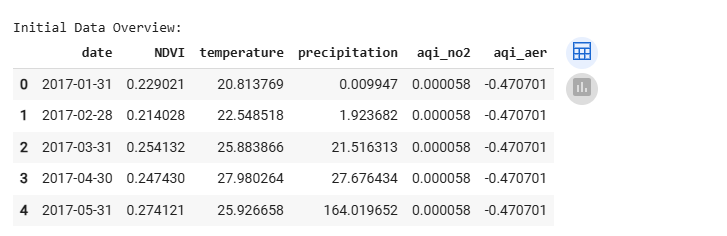 Initial Data Overview:
date NDVI temperature precipitation aqi_no2 aqi_aer
0 2017-01-31 0.229021 20.813769 0.009947 0.000058 -0.470701
1 2017-02-28 0.214028 22.548518 1.923682 0.000058 -0.470701
2 2017-03-31 0.254132 25.883866 21.516313 0.000058 -0.470701
3 2017-04-30 0.247430 27.980264 27.676434 0.000058 -0.470701
4 2017-05-31 0.274121 25.926658 164.019652 0.000058 -0.470701